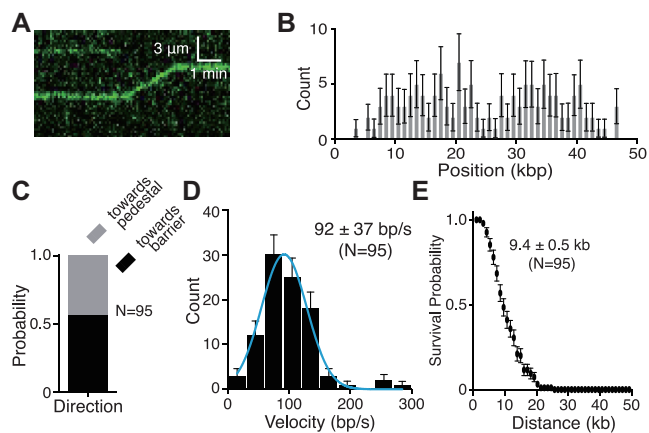 A
3 μm
1 min
B
10
5
0
Count
10 20 30 40 50
Position (kbp)
C
towards
pedestal
towards
barrier
1.0
0.5
0
Probability
N=95
Direction
D
40
30
20
10
0
Count
92 ± 37 bp/s
(N=95)
0 100 200 300
Velocity (bp/s)
E
1.0
0.5
0
Survival Probability
9.4 ± 0.5 kb
(N=95)
0 10 20 30 40 50
Distance (kb)